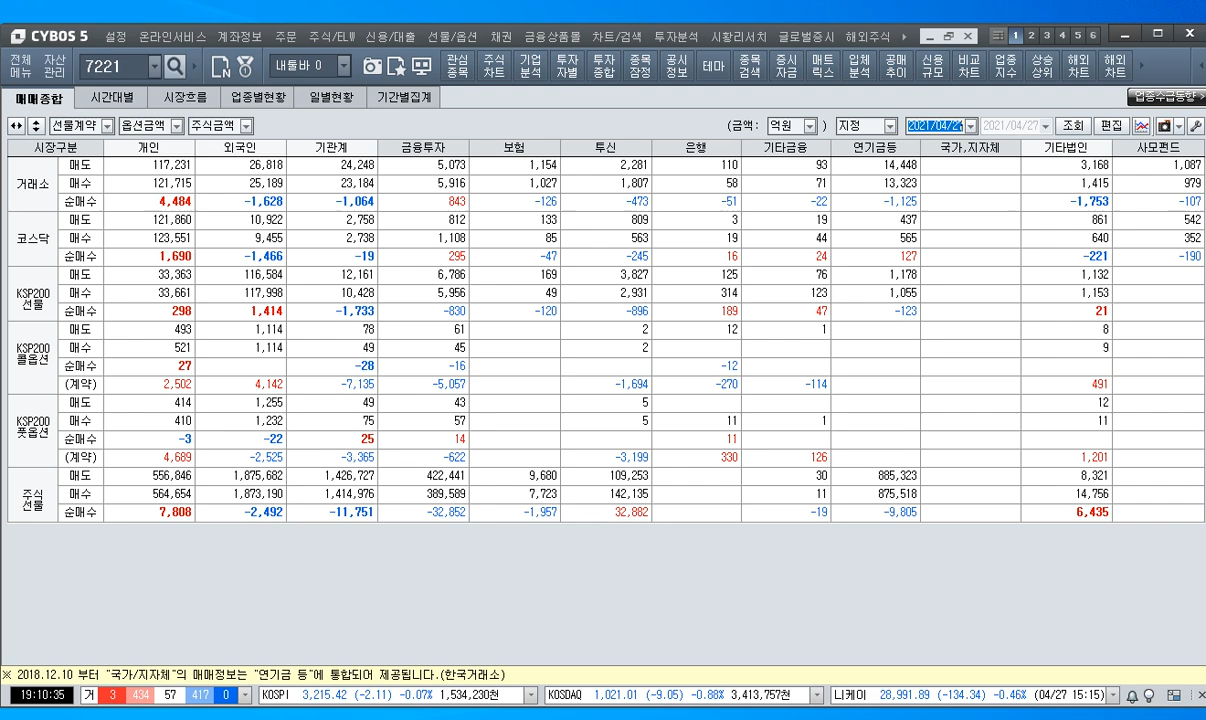 CYBOS 5 설정 온라인서비스 계좌정보 주문 주식/ELW 신용/대출 선물/옵션 채권 금융상품몰 차트/검색 투자분석 시황리서치 글로벌증시 해외주식 1 2 3 4 5 6
전체메뉴 자산관리 7221 내툴바 0 관심종목 주식차트 기업분석 투자자별 투자종합 종목잠정 공시정보 테마 종목검색 증시자금 매트릭스 입체분석 공매추이 신용규모 비교차트 업종지수 상승상위 해외차트 해외차트
매매종합 시간대별 시장흐름 업종별현황 일별현황 기간별집계 업종수급동향
선물계약 옵션금액 주식금액 (금액: 억원 ) 지정 2021/04/26 2021/04/27 조회 편집
시장구분 개인 외국인 기관계 금융투자 보험 투신 은행 기타금융 연기금등 국가,지자체 기타법인 사모펀드
거래소
매도 117,231 26,818 24,248 5,073 1,154 2,281 110 93 14,448 3,168 1,087
매수 121,715 25,189 23,184 5,916 1,027 1,807 58 71 13,323 1,415 979
순매수 4,484 -1,628 -1,064 843 -126 -473 -51 -22 -1,125 -1,753 -107
코스닥
매도 121,860 10,922 2,758 812 133 809 3 19 437 861 542
매수 123,551 9,455 2,738 1,108 85 563 19 44 565 640 352
순매수 1,690 -1,466 -19 295 -47 -245 16 24 127 -221 -190
KSP200
선물
매도 33,363 116,584 12,161 6,786 169 3,827 125 76 1,178 1,132
매수 33,661 117,998 10,428 5,956 49 2,931 314 123 1,055 1,153
순매수 298 1,414 -1,733 -830 -120 -896 189 47 -123 21
KSP200
콜옵션
매도 493 1,114 78 61 2 12 1 8
매수 521 1,114 49 45 2 9
순매수 27 -28 -16 -12
(계약) 2,502 4,142 -7,135 -5,057 -1,694 -270 -114 491
KSP200
풋옵션
매도 414 1,255 49 43 5 12
매수 410 1,232 75 57 5 11 1 11
순매수 -3 -22 25 14 11
(계약) 4,689 -2,525 -3,365 -622 -3,199 330 126 1,201
주식
선물
매도 556,846 1,875,682 1,426,727 422,441 9,680 109,253 30 885,323 8,321
매수 564,654 1,873,190 1,414,976 389,589 7,723 142,135 11 875,518 14,756
순매수 7,808 -2,492 -11,751 -32,852 -1,957 32,882 -19 -9,805 6,435
※ 2018.12.10 부터 "국가/지자체"의 매매정보는 "연기금 등"에 통합되어 제공됩니다.(한국거래소)
19:10:35 거 3 434 57 417 0 KOSPI 3,215.42 (-2.11) -0.07% 1,534,230천 KOSDAQ 1,021.01 (-9.05) -0.88% 3,413,757천 니케이 28,991.89 (-134.34) -0.46% (04/27 15:15)